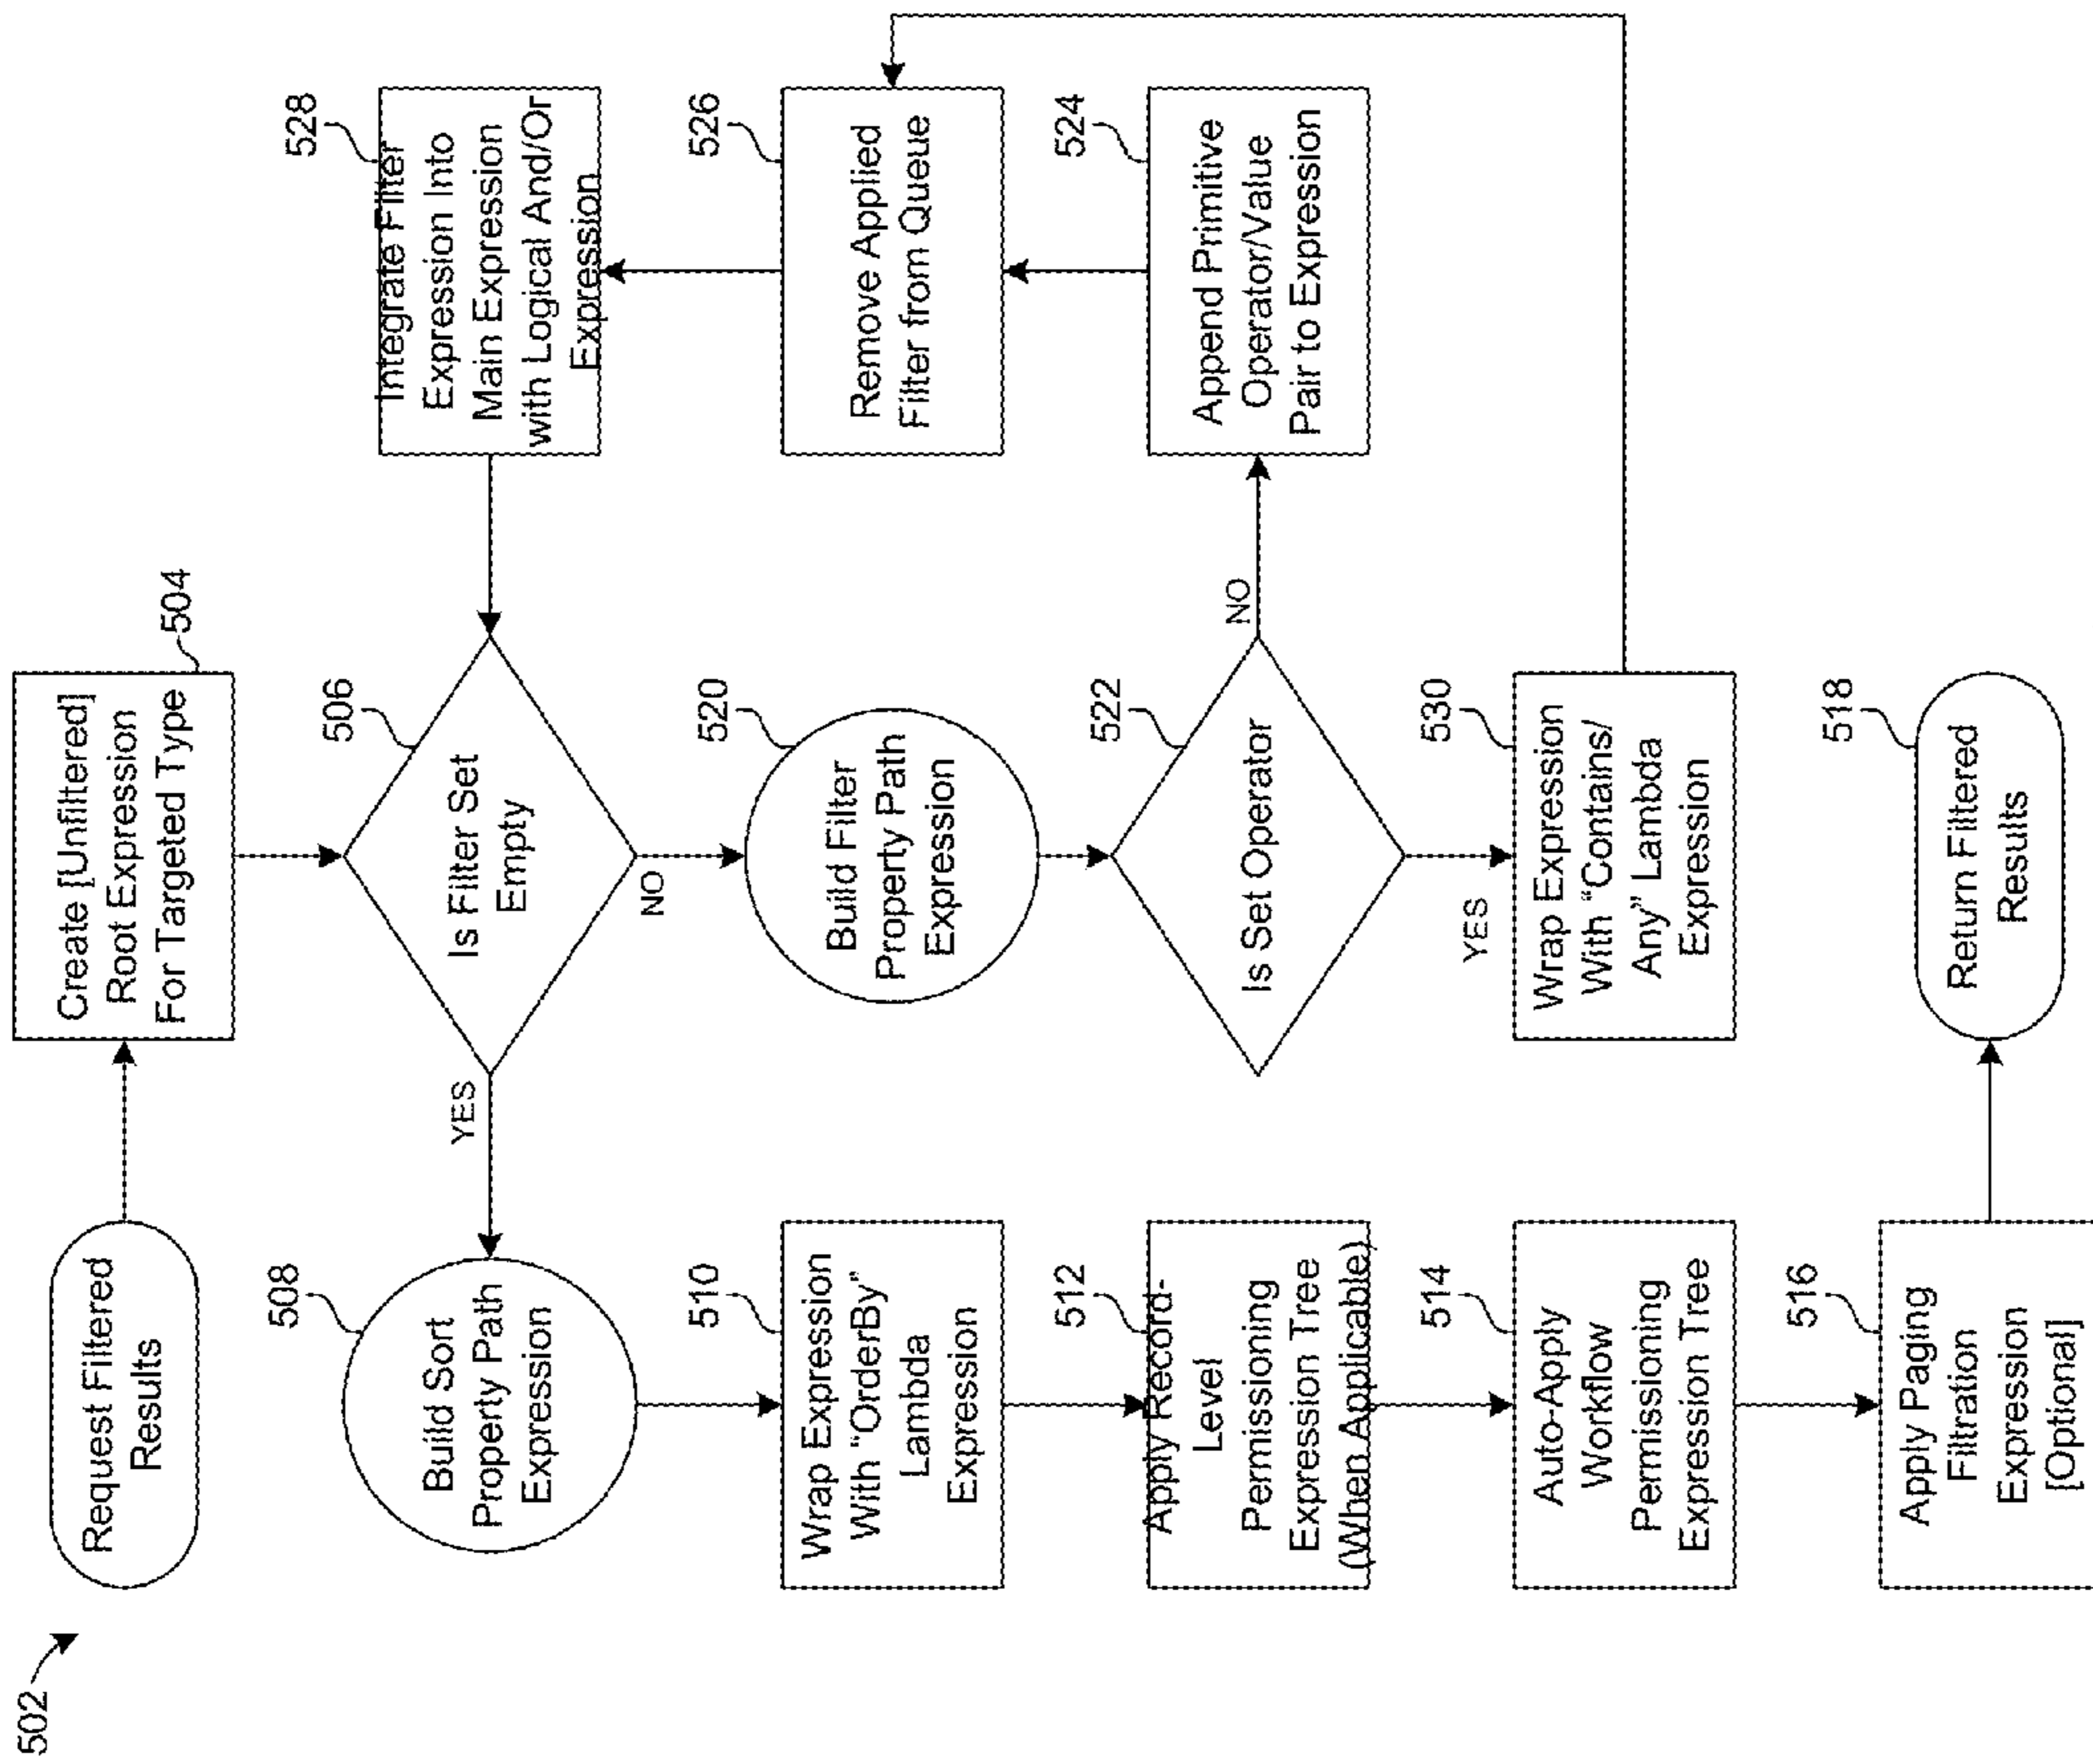 502
Request Filtered
Results
Create [Unfiltered]
Root Expression
For Targeted Type
504
Is Filter Set
Empty
506
YES
NO
Build Sort
Property Path
Expression
508
Wrap Expression
With “OrderBy”
Lambda
Expression
510
Apply Record-
Level
Permissioning
Expression Tree
(When Applicable)
512
Auto-Apply
Workflow
Permissioning
Expression Tree
514
Apply Paging
Filtration
Expression
[Optional]
516
Return Filtered
Results
518
Build Filter
Property Path
Expression
520
Is Set Operator
522
NO
YES
Append Primitive
Operator/Value
Pair to Expression
524
Remove Applied
Filter from Queue
526
Integrate Filter
Expression Into
Main Expression
with Logical And/Or
Expression
528
Wrap Expression
With “Contains/
Any” Lambda
Expression
530